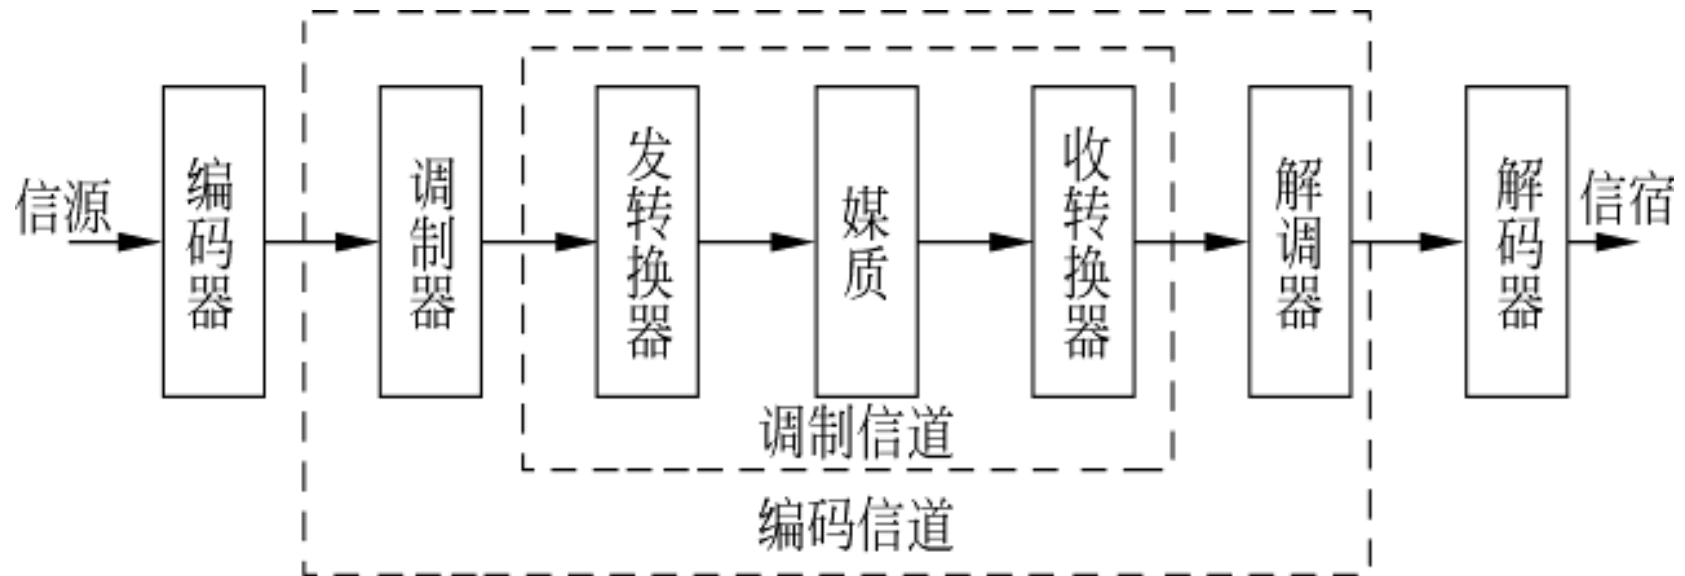 信源
编码器
调制器
发转换器
媒质
收转换器
解调器
解码器
信宿
调制信道
编码信道